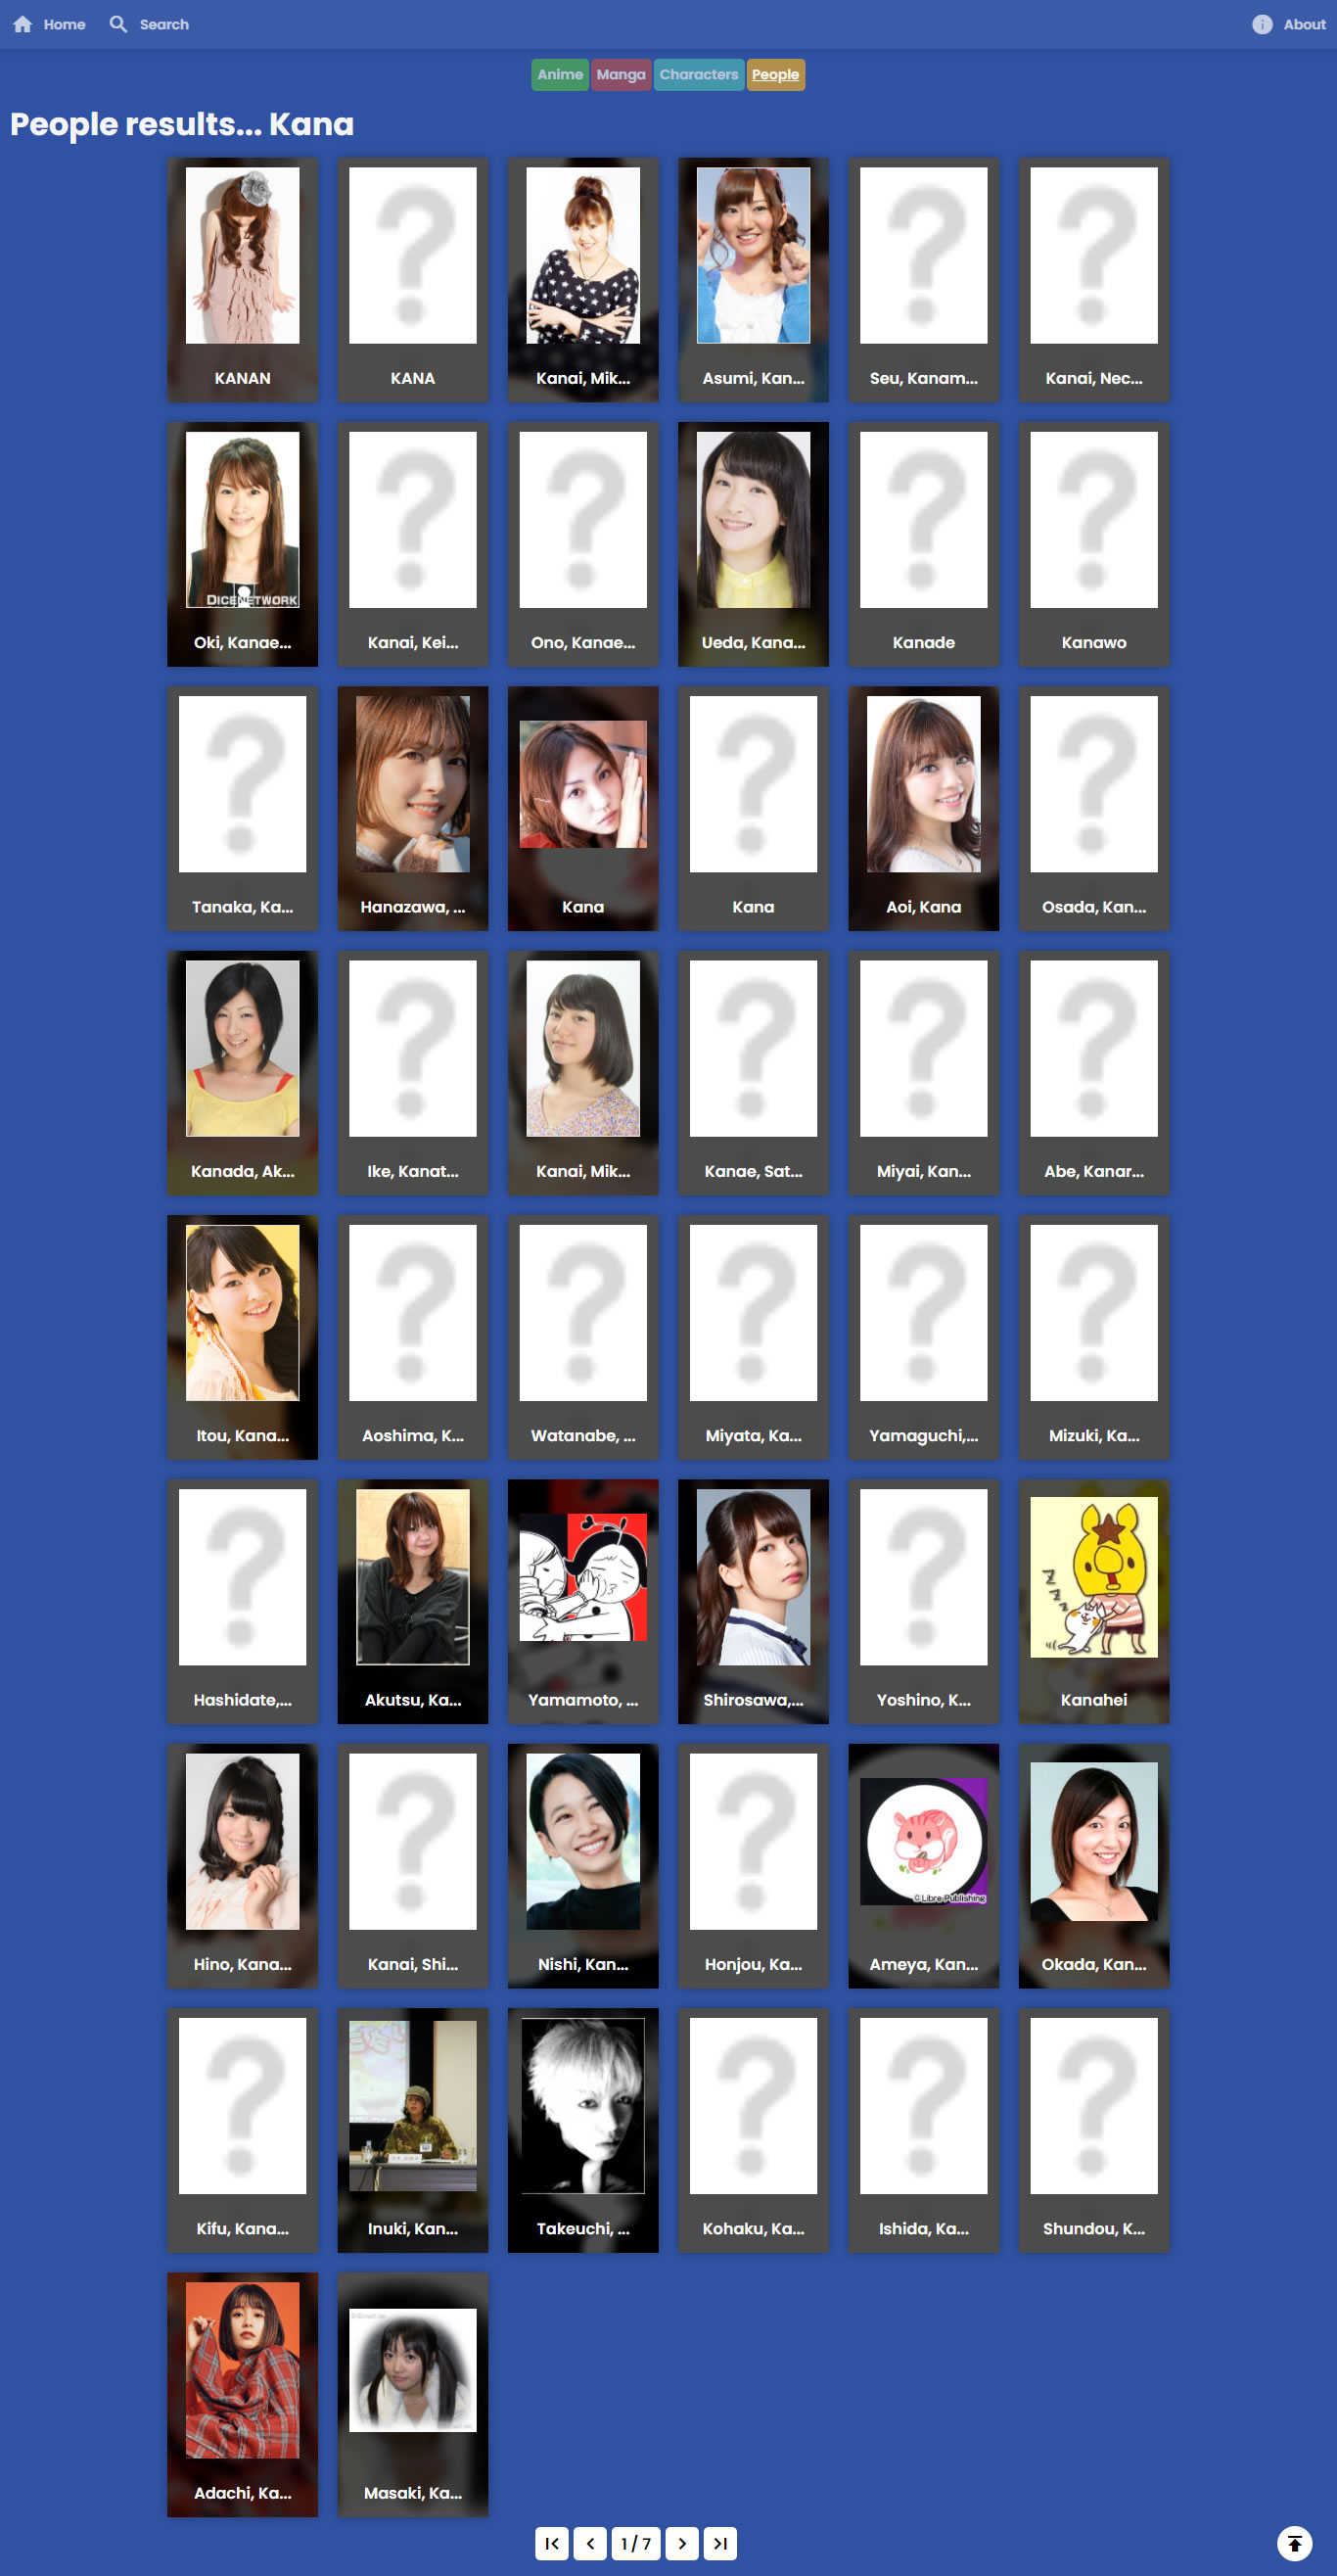 Home Search About
Anime Manga Characters People
People results... Kana
KANAN KANA Kanai, Mik... Asumi, Kan... Seu, Kanam... Kanai, Nec...
DICENETWORK
Oki, Kanae... Kanai, Kei... Ono, Kanae... Ueda, Kana... Kanade Kanawo
Tanaka, Ka... Hanazawa, ... Kana Kana Aoi, Kana Osada, Kan...
Kanada, Ak... Ike, Kanat... Kanai, Mik... Kanae, Sat... Miyai, Kan... Abe, Kanar...
Itou, Kana... Aoshima, K... Watanabe, ... Miyata, Ka... Yamaguchi,... Mizuki, Ka...
Z Z Z Z
Hashidate,... Akutsu, Ka... Yamamoto, ... Shirosawa,... Yoshino, K... Kanahei
© Libre Publishing
Hino, Kana... Kanai, Shi... Nishi, Kan... Honjou, Ka... Ameya, Kan... Okada, Kan...
Kifu, Kana... Inuki, Kan... Takeuchi, ... Kohaku, Ka... Ishida, Ka... Shundou, K...
Adachi, Ka... Masaki, Ka...
1 / 7